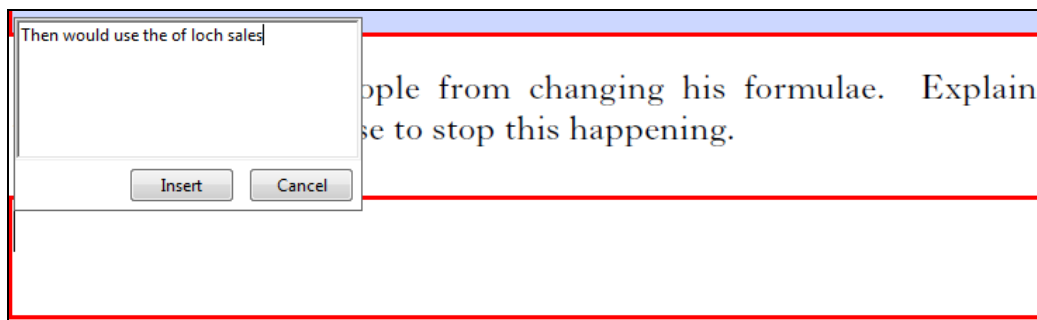 Then would use the of loch sales
ople from changing his formulae. Explain
se to stop this happening.
Insert Cancel